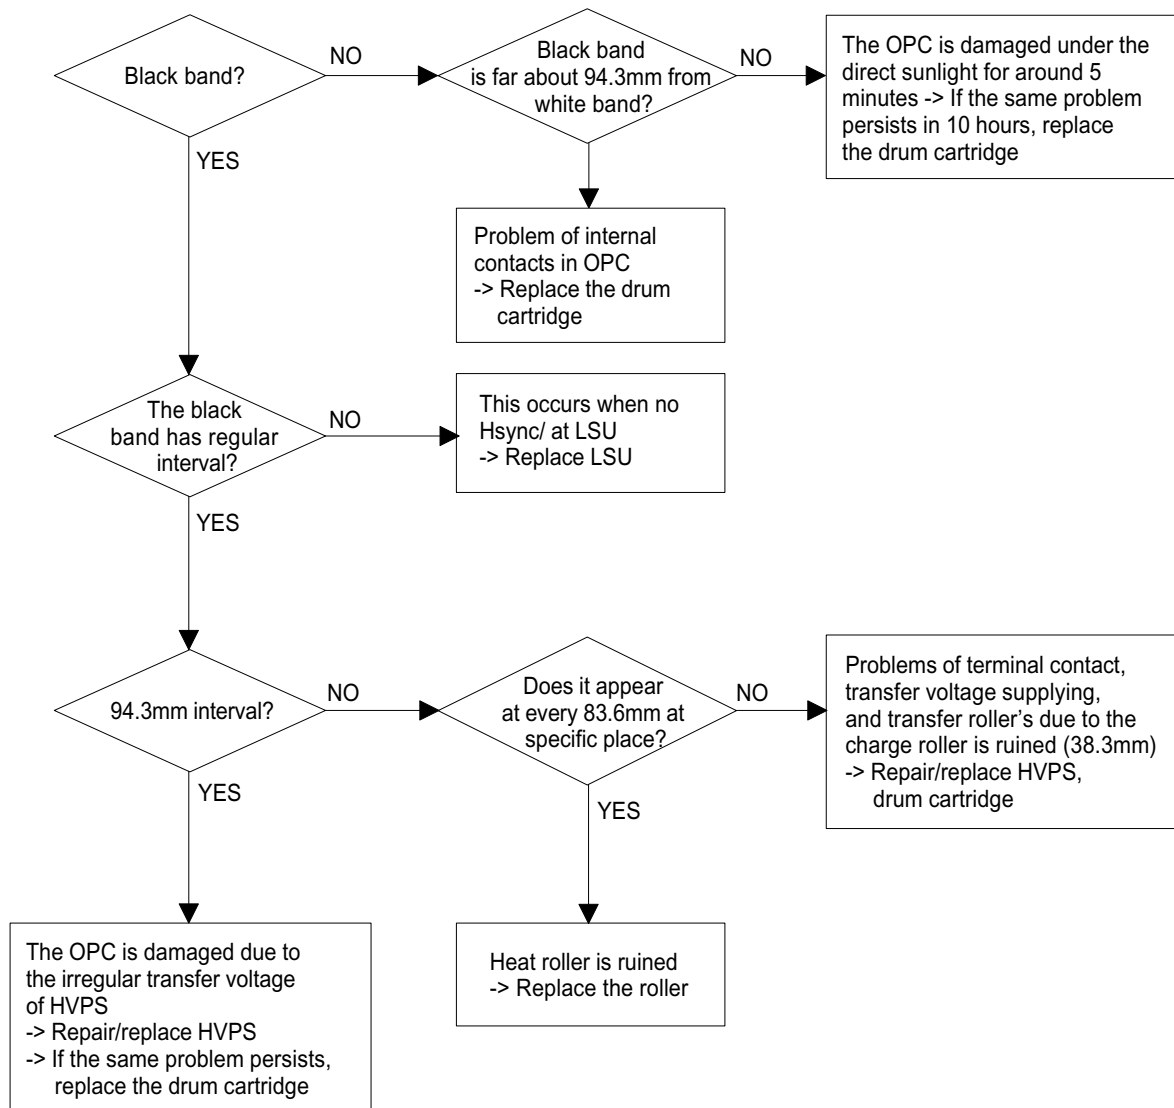 Black band?
NO
Black band
is far about 94.3mm from
white band?
NO
The OPC is damaged under the
direct sunlight for around 5
minutes -> If the same problem
persists in 10 hours, replace
the drum cartridge
YES
Problem of internal
contacts in OPC
-> Replace the drum
cartridge
The black
band has regular
interval?
NO
This occurs when no
Hsync/ at LSU
-> Replace LSU
YES
94.3mm interval?
NO
Does it appear
at every 83.6mm at
specific place?
NO
Problems of terminal contact,
transfer voltage supplying,
and transfer roller's due to the
charge roller is ruined (38.3mm)
-> Repair/replace HVPS,
drum cartridge
YES
YES
The OPC is damaged due to
the irregular transfer voltage
of HVPS
-> Repair/replace HVPS
-> If the same problem persists,
replace the drum cartridge
Heat roller is ruined
-> Replace the roller